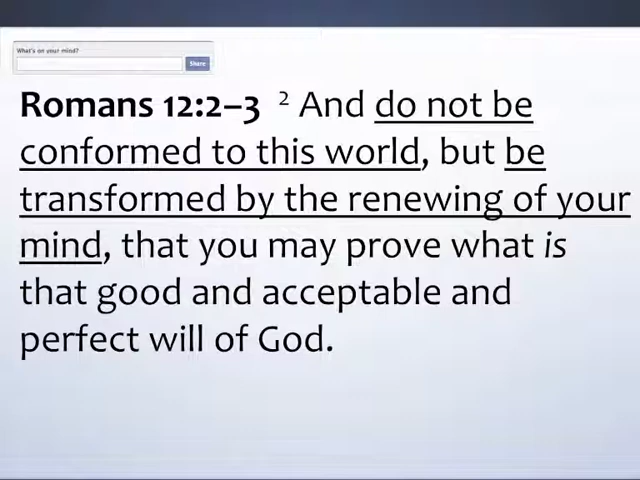 What's on your mind?
Share
Romans 12:2–3 ² And do not be
conformed to this world, but be
transformed by the renewing of your
mind, that you may prove what is
that good and acceptable and
perfect will of God.